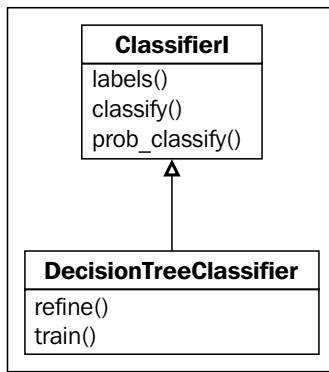 ClassifierI
labels()
classify()
prob_classify()
DecisionTreeClassifier
refine()
train()